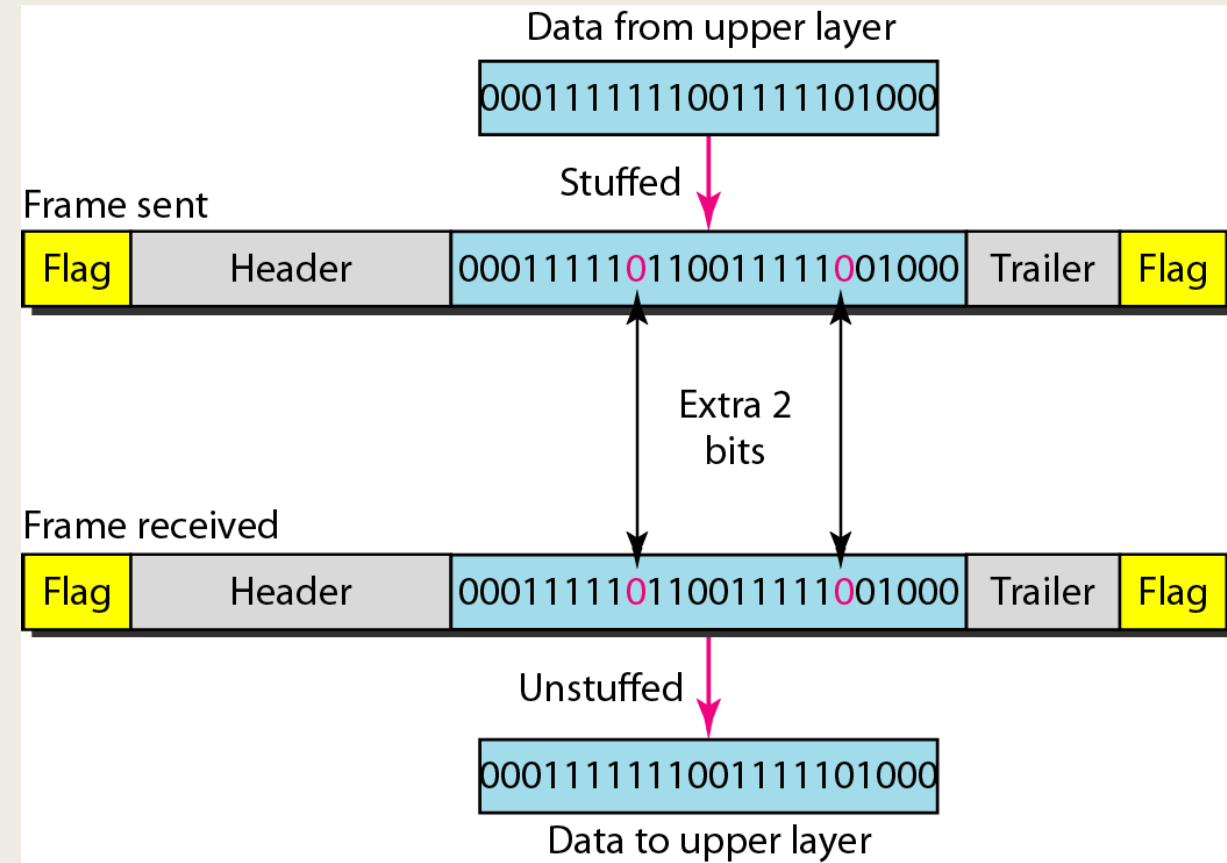 Data from upper layer
0001111111001111101000
Stuffed
Frame sent
Flag Header 000111110110011111001000 Trailer Flag
Extra 2
bits
Frame received
Flag Header 000111110110011111001000 Trailer Flag
Unstuffed
0001111111001111101000
Data to upper layer